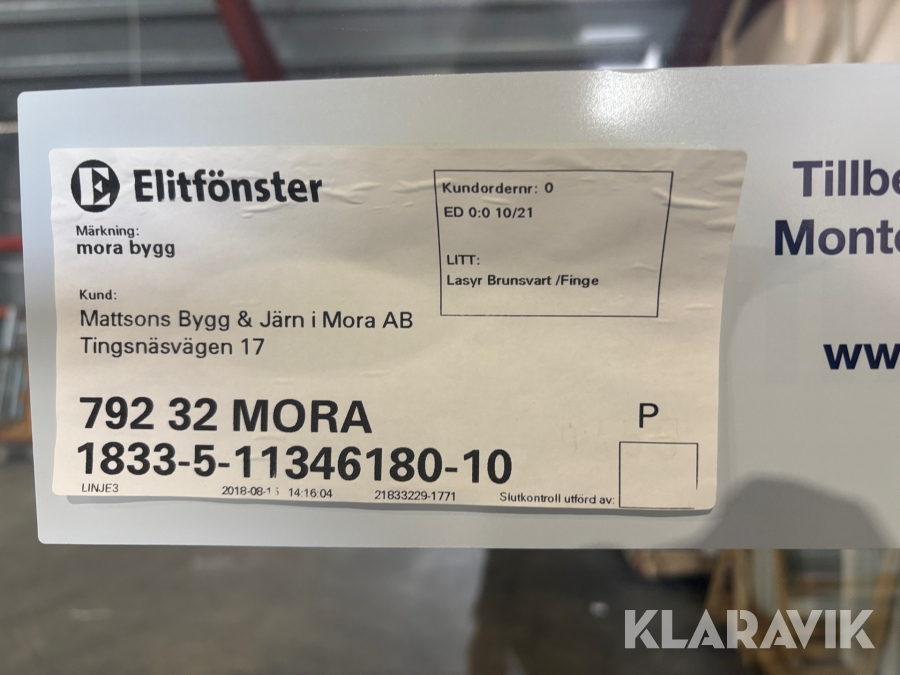 E Elitfönster
Märkning:
mora bygg
Kundordernr: 0
ED 0:0 10/21
LITT:
Lasyr Brunsvart /Finge
Kund:
Mattsons Bygg & Järn i Mora AB
Tingsnäsvägen 17
792 32 MORA
1833-5-11346180-10
P
LINJE3
14:16:04
21833229-1771
Slutkontroll utförd av:
Tillbe
Monte
ww
KLARAVIK